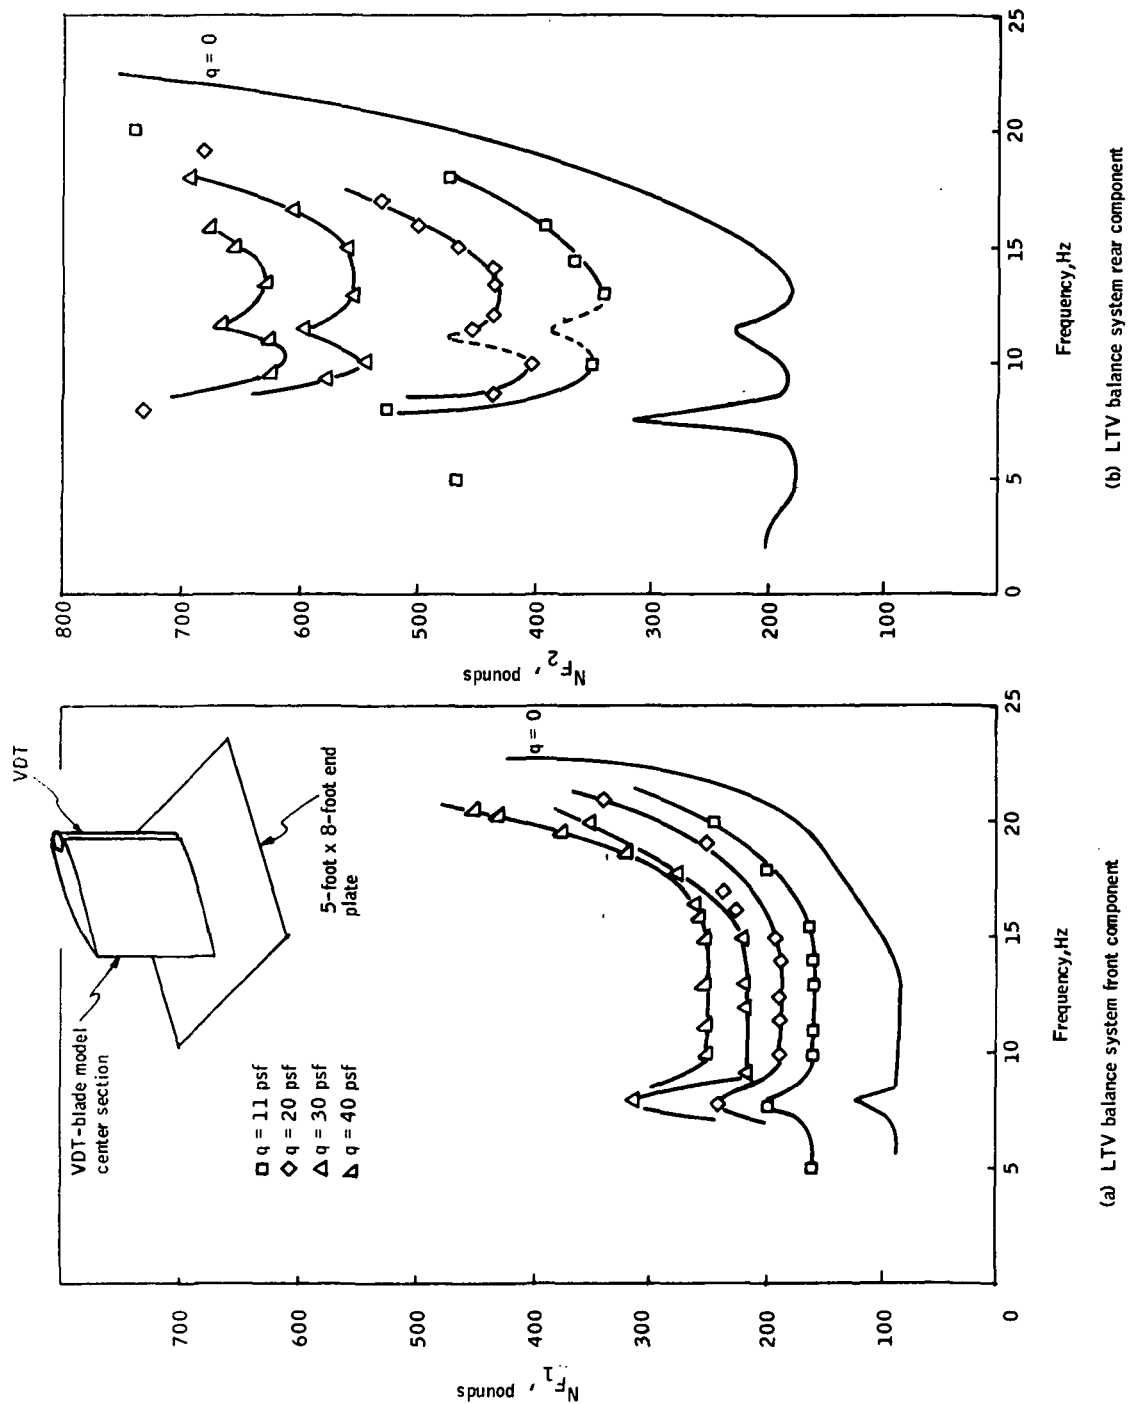 VDT-blade model
center section
VDT
5-foot x 8-foot end
plate
q = 11 psf
q = 20 psf
q = 30 psf
q = 40 psf
q = 0
N F1, pounds
700
600
500
400
300
200
100
0
5
10
15
20
25
Frequency,Hz
(a) LTV balance system front component
q = 0
N F2, pounds
800
700
600
500
400
300
200
100
0
5
10
15
20
25
Frequency,Hz
(b) LTV balance system rear component